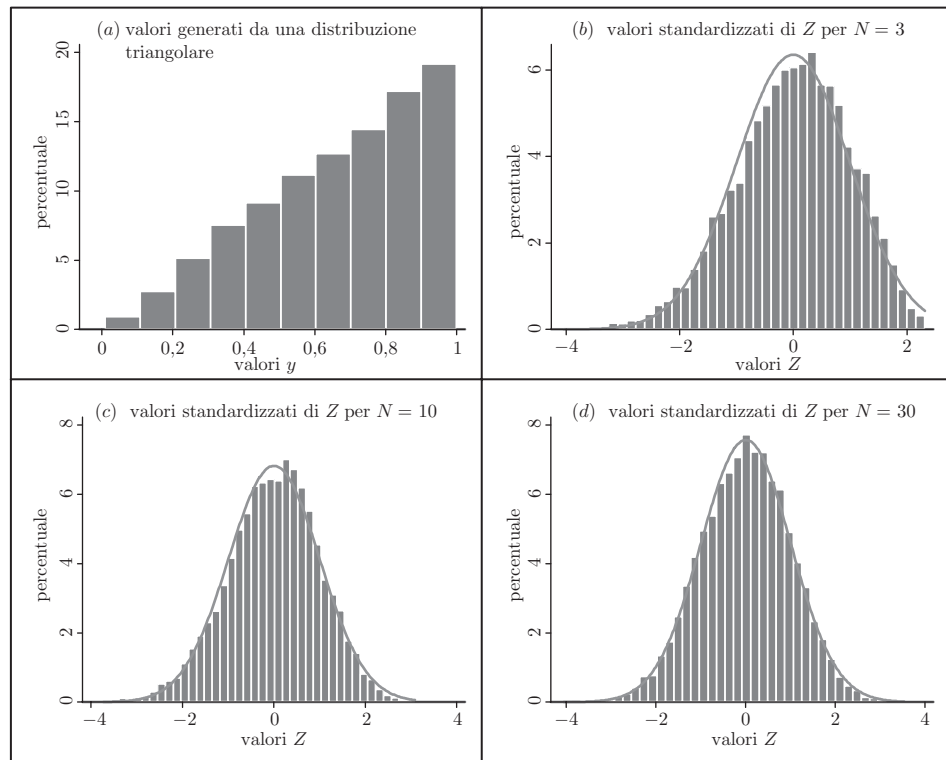 (a) valori generati da una distribuzione
triangolare
percentuale
20
15
10
5
0
0 0,2 0,4 0,6 0,8 1
valori y
(b) valori standardizzati di Z per N = 3
percentuale
6
4
2
0
−4 −2 0 2
valori Z
(c) valori standardizzati di Z per N = 10
percentuale
8
6
4
2
0
−4 −2 0 2 4
valori Z
(d) valori standardizzati di Z per N = 30
percentuale
8
6
4
2
0
−4 −2 0 2 4
valori Z